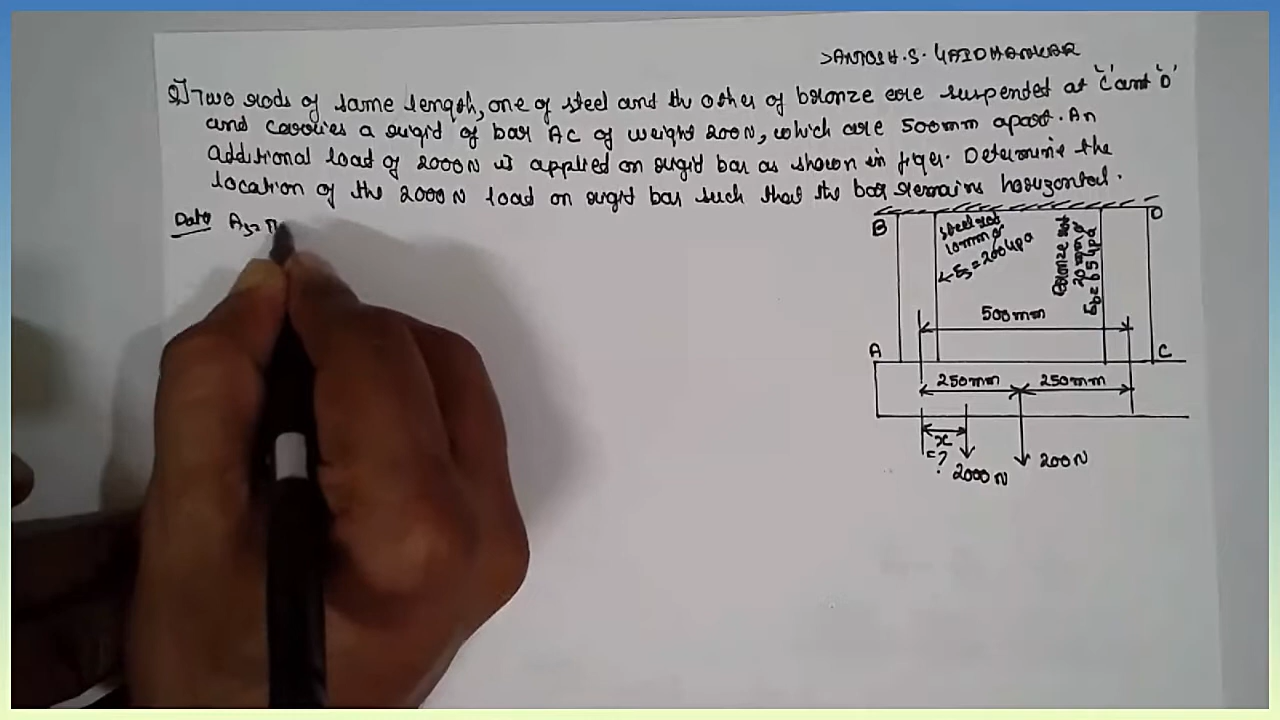 SANTOSH.S. GAIDHANKAR
Q] Two rods of same length, one of steel and the other of bronze are suspended at 'C' and 'D'
and carries a rigid of bar AC of weight 200N, which are 500mm apart. An
Additional load of 2000N is applied on rigid bar as shown in figer. Determine the
location of the 2000N load on rigid bar such that the bar remains horizontal.
Data As= π
B
D
steel rod
10mm ø
Es=200Gpa
Bronze rod
20mm ø
Eb=65Gpa
500mm
A
C
250mm
250mm
x
=?
2000N
200N